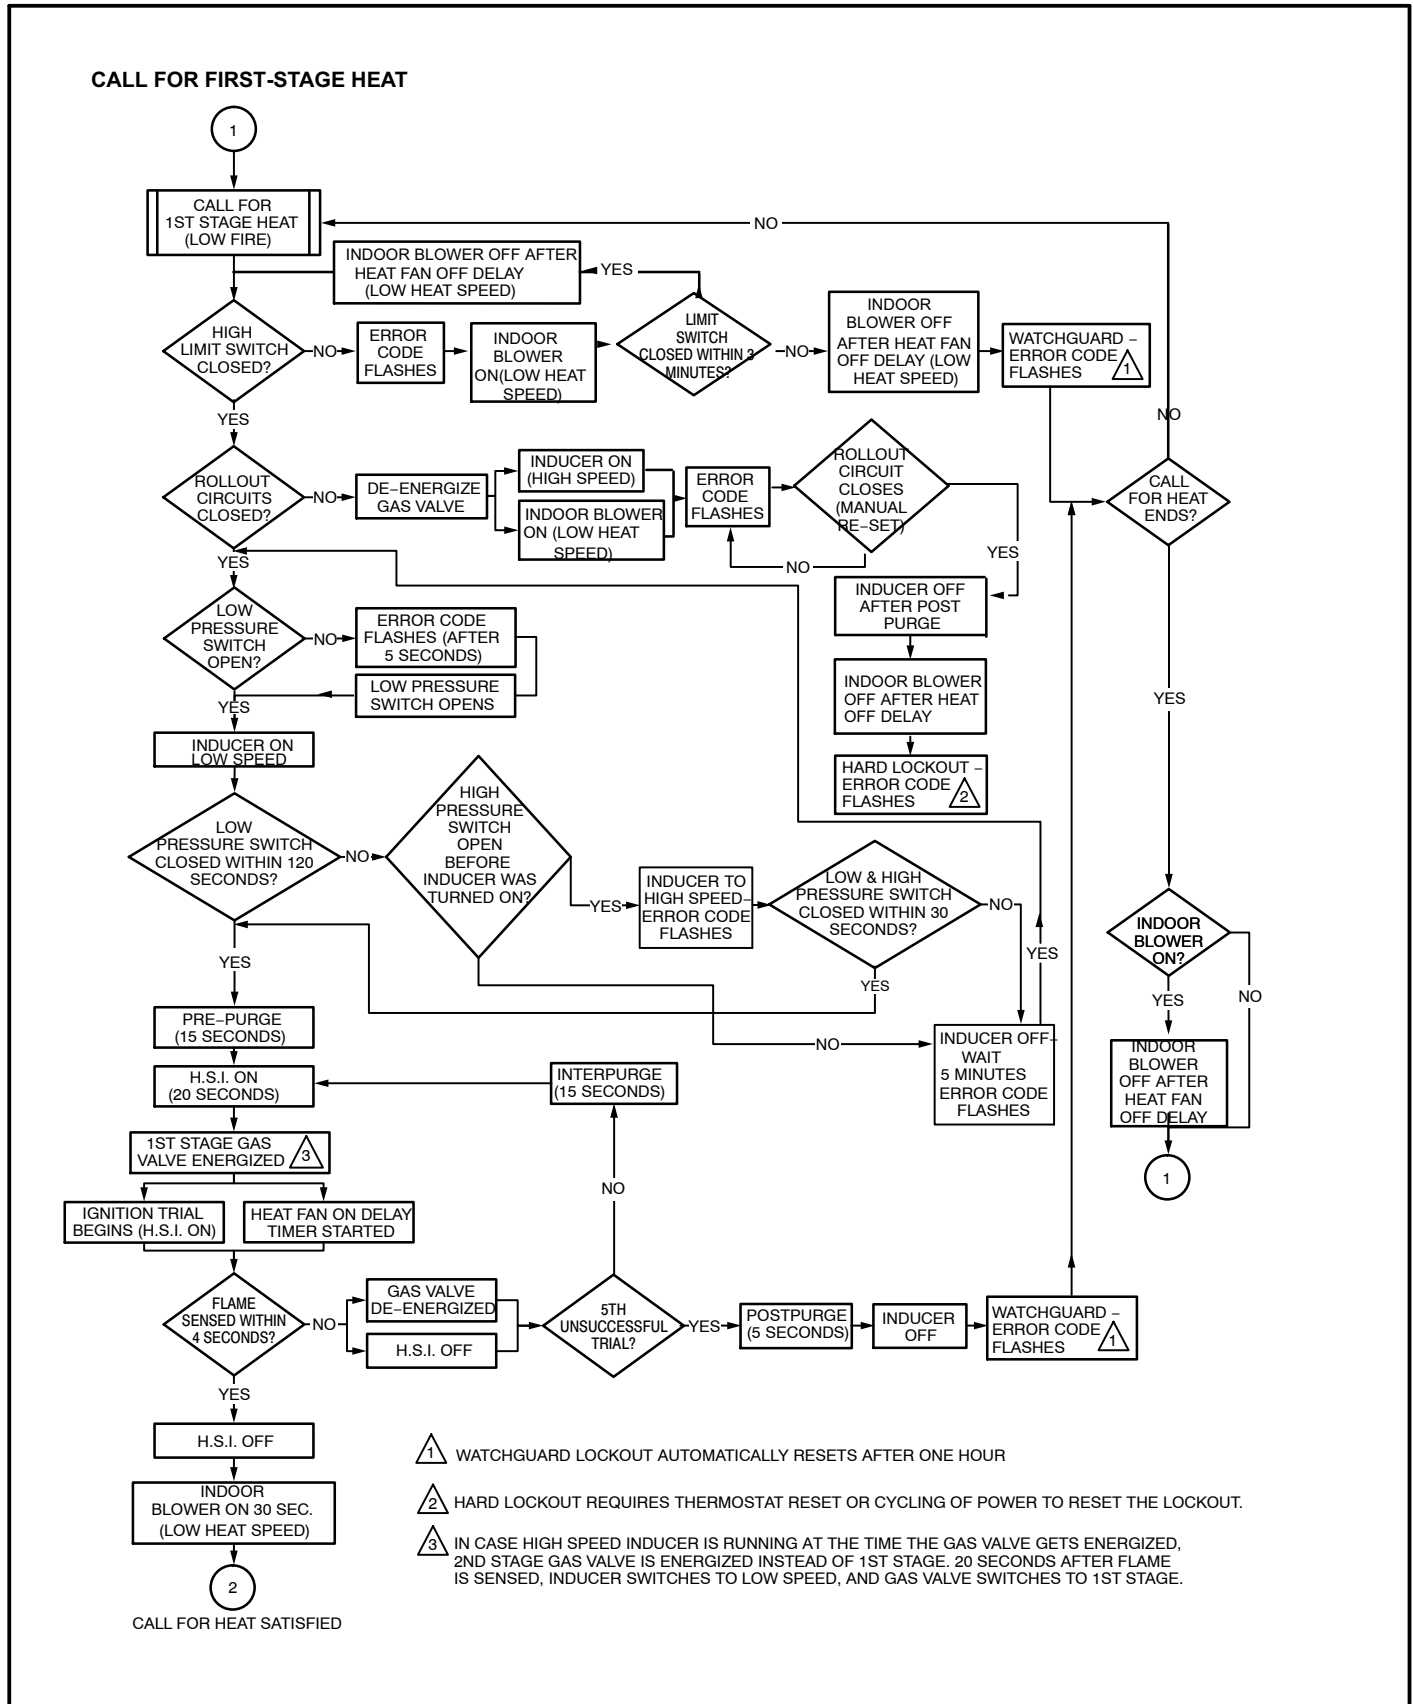 CALL FOR FIRST-STAGE HEAT
1
CALL FOR
1ST STAGE HEAT
(LOW FIRE)
NO
INDOOR BLOWER OFF AFTER
HEAT FAN OFF DELAY
(LOW HEAT SPEED)
YES
HIGH
LIMIT SWITCH
CLOSED?
NO
ERROR
CODE
FLASHES
INDOOR
BLOWER
ON(LOW HEAT
SPEED)
LIMIT
SWITCH
CLOSED WITHIN 3
MINUTES?
NO
INDOOR
BLOWER OFF
AFTER HEAT FAN
OFF DELAY (LOW
HEAT SPEED)
WATCHGUARD –
ERROR CODE
FLASHES
1
NO
YES
ROLLOUT
CIRCUITS
CLOSED?
NO
DE–ENERGIZE
GAS VALVE
INDUCER ON
(HIGH SPEED)
INDOOR BLOWER
ON (LOW HEAT
SPEED)
ERROR
CODE
FLASHES
ROLLOUT
CIRCUIT
CLOSES
(MANUAL
RE–SET)
NO
YES
CALL
FOR HEAT
ENDS?
YES
LOW
PRESSURE
SWITCH
OPEN?
NO
ERROR CODE
FLASHES (AFTER
5 SECONDS)
LOW PRESSURE
SWITCH OPENS
INDUCER OFF
AFTER POST
PURGE
INDOOR BLOWER
OFF AFTER HEAT
OFF DELAY
HARD LOCKOUT –
ERROR CODE
FLASHES
2
YES
YES
INDUCER ON
LOW SPEED
LOW
PRESSURE SWITCH
CLOSED WITHIN 120
SECONDS?
NO
HIGH
PRESSURE
SWITCH
OPEN
BEFORE
INDUCER WAS
TURNED ON?
YES
INDUCER TO
HIGH SPEED–
ERROR CODE
FLASHES
LOW & HIGH
PRESSURE SWITCH
CLOSED WITHIN 30
SECONDS?
NO
YES
YES
INDOOR
BLOWER
ON?
YES
NO
YES
PRE–PURGE
(15 SECONDS)
NO
INDUCER OFF–
WAIT
5 MINUTES
ERROR CODE
FLASHES
INDOOR
BLOWER
OFF AFTER
HEAT FAN
OFF DELAY
1
H.S.I. ON
(20 SECONDS)
INTERPURGE
(15 SECONDS)
1ST STAGE GAS
VALVE ENERGIZED
3
NO
IGNITION TRIAL
BEGINS (H.S.I. ON)
HEAT FAN ON DELAY
TIMER STARTED
FLAME
SENSED WITHIN
4 SECONDS?
NO
GAS VALVE
DE–ENERGIZED
H.S.I. OFF
5TH
UNSUCCESSFUL
TRIAL?
YES
POSTPURGE
(5 SECONDS)
INDUCER
OFF
WATCHGUARD –
ERROR CODE
FLASHES
1
YES
H.S.I. OFF
INDOOR
BLOWER ON 30 SEC.
(LOW HEAT SPEED)
2
CALL FOR HEAT SATISFIED
1 WATCHGUARD LOCKOUT AUTOMATICALLY RESETS AFTER ONE HOUR
2 HARD LOCKOUT REQUIRES THERMOSTAT RESET OR CYCLING OF POWER TO RESET THE LOCKOUT.
3 IN CASE HIGH SPEED INDUCER IS RUNNING AT THE TIME THE GAS VALVE GETS ENERGIZED,
2ND STAGE GAS VALVE IS ENERGIZED INSTEAD OF 1ST STAGE. 20 SECONDS AFTER FLAME
IS SENSED, INDUCER SWITCHES TO LOW SPEED, AND GAS VALVE SWITCHES TO 1ST STAGE.